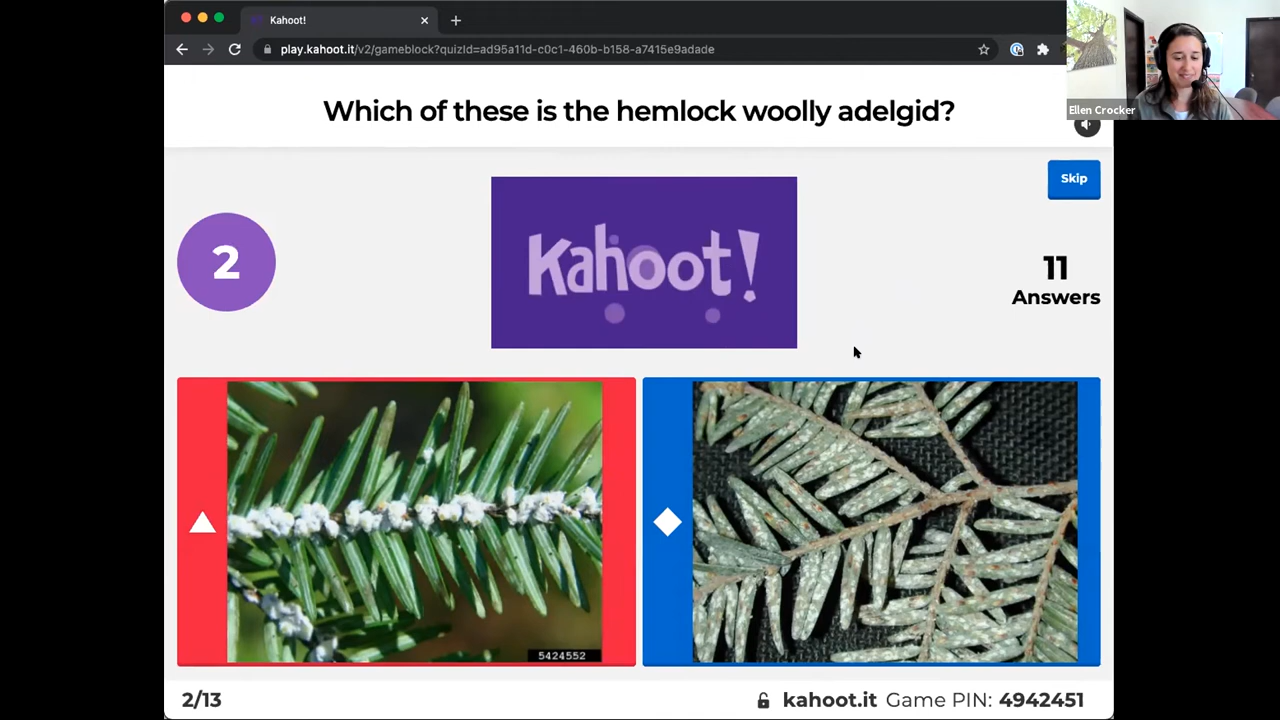 Kahoot!
play.kahoot.it/v2/gameblock?quizId=ad95a11d-c0c1-460b-b158-a7415e9adade
Ellen Crocker
Which of these is the hemlock woolly adelgid?
Skip
2
Kahoot!
11
Answers
5424552
2/13
kahoot.it Game PIN: 4942451